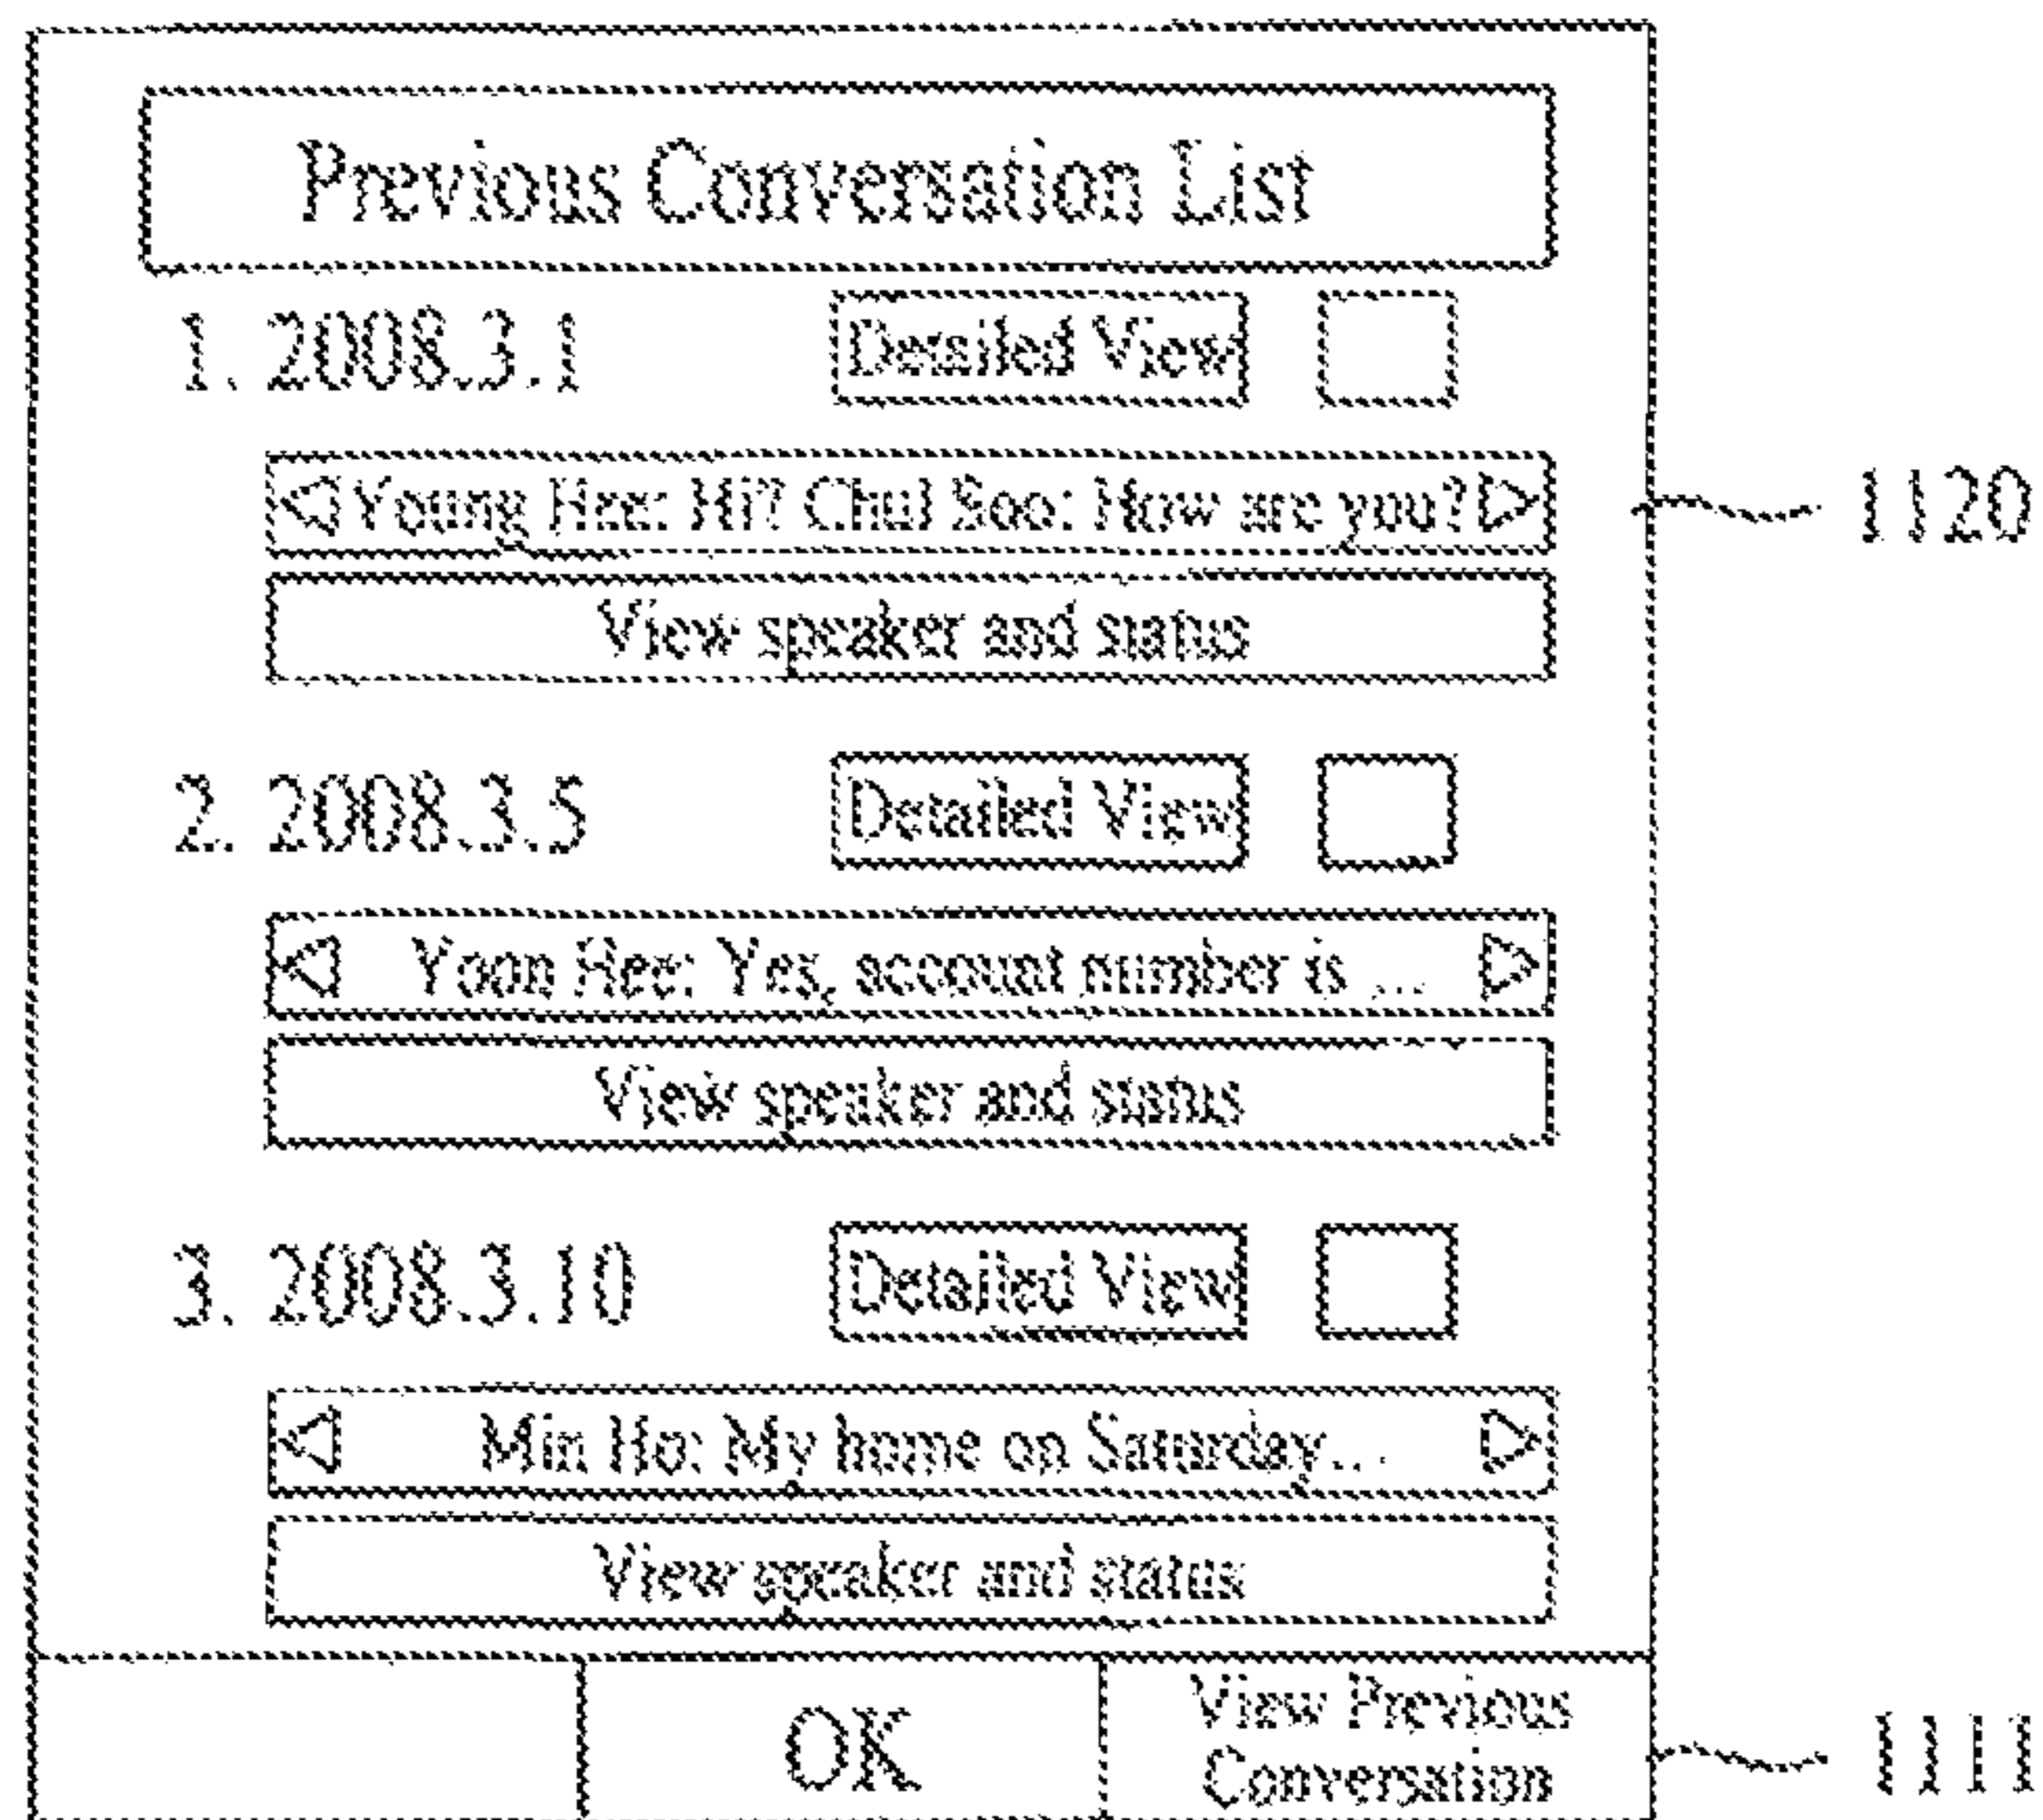 Previous Conversation List
1. 2008.3.1 Detailed View
Young Hee: Hi? Chul Soo: How are you?
1120
View speaker and status
2. 2008.3.5 Detailed View
Yoon Hee: Yes, account number is ...
View speaker and status
3. 2008.3.10 Detailed View
Min Ho: My home on Saturday...
View speaker and status
OK
View Previous
Conversation
1111